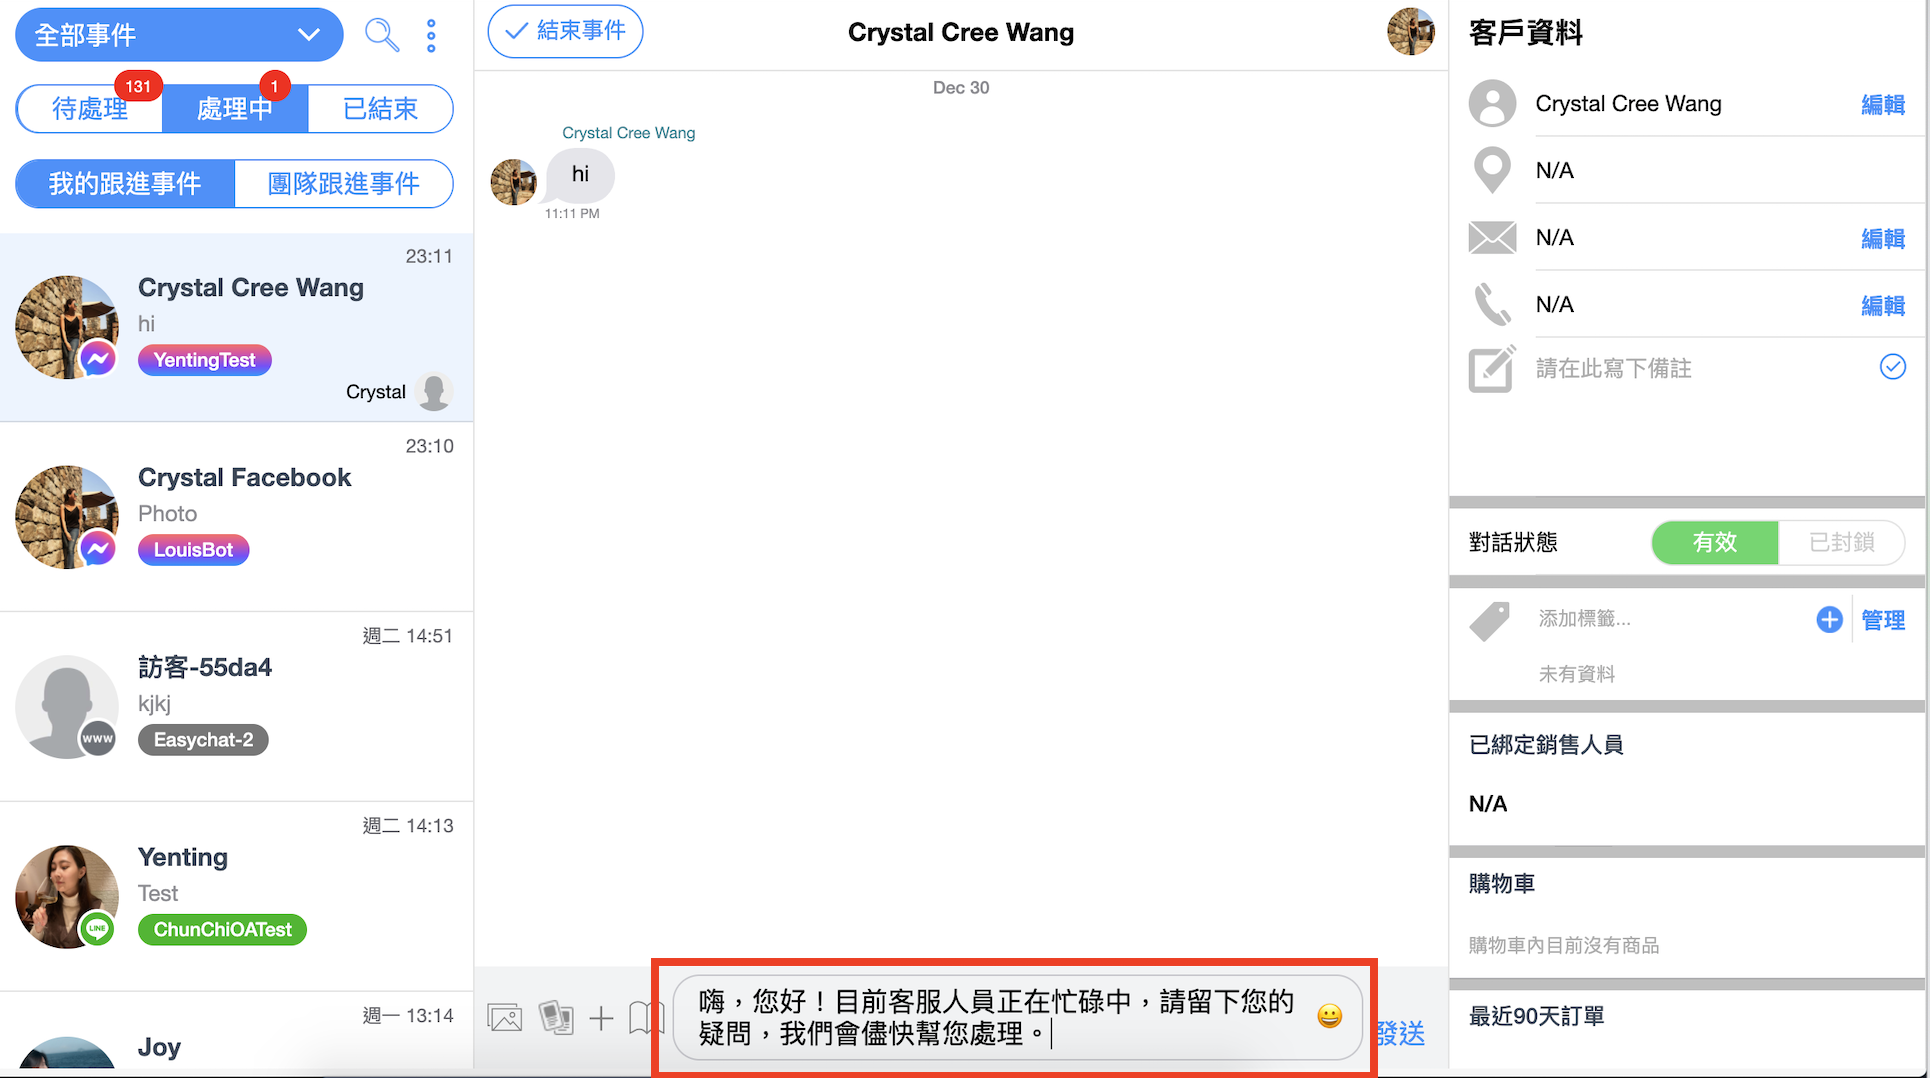 全部事件
待處理
131
處理中
1
已結束
我的跟進事件
團隊跟進事件
23:11
Crystal Cree Wang
hi
YentingTest
Crystal
23:10
Crystal Facebook
Photo
LouisBot
週二 14:51
訪客-55da4
kjkj
www
Easychat-2
週二 14:13
Yenting
Test
LINE
ChunChiOATest
週一 13:14
Joy
結束事件
Crystal Cree Wang
Dec 30
Crystal Cree Wang
hi
11:11 PM
嗨，您好！目前客服人員正在忙碌中，請留下您的
疑問，我們會儘快幫您處理。
發送
客戶資料
Crystal Cree Wang
編輯
N/A
N/A
編輯
N/A
編輯
請在此寫下備註
對話狀態
有效
已封鎖
添加標籤...
管理
未有資料
已綁定銷售人員
N/A
購物車
購物車內目前沒有商品
最近90天訂單